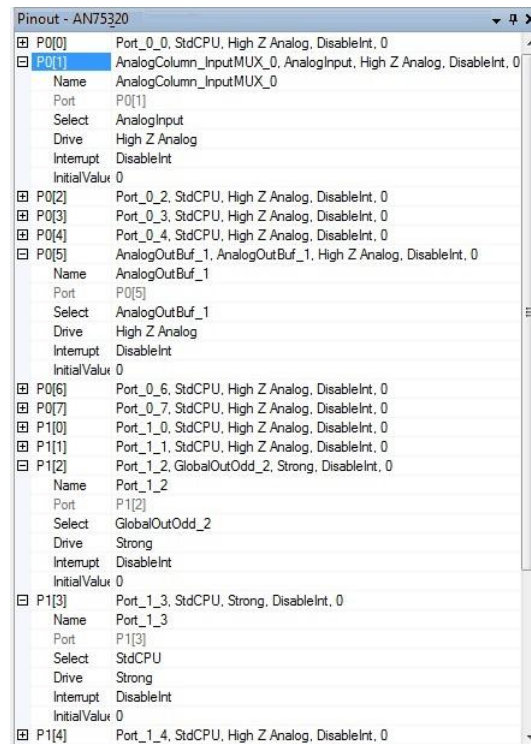 Pinout - AN75320
P0[0] Port_0_0, StdCPU, High Z Analog, DisableInt, 0
P0[1] AnalogColumn_InputMUX_0, AnalogInput, High Z Analog, DisableInt, 0
Name AnalogColumn_InputMUX_0
Port P0[1]
Select AnalogInput
Drive High Z Analog
Interrupt DisableInt
InitialValue 0
P0[2] Port_0_2, StdCPU, High Z Analog, DisableInt, 0
P0[3] Port_0_3, StdCPU, High Z Analog, DisableInt, 0
P0[4] Port_0_4, StdCPU, High Z Analog, DisableInt, 0
P0[5] AnalogOutBuf_1, AnalogOutBuf_1, High Z Analog, DisableInt, 0
Name AnalogOutBuf_1
Port P0[5]
Select AnalogOutBuf_1
Drive High Z Analog
Interrupt DisableInt
InitialValue 0
P0[6] Port_0_6, StdCPU, High Z Analog, DisableInt, 0
P0[7] Port_0_7, StdCPU, High Z Analog, DisableInt, 0
P1[0] Port_1_0, StdCPU, High Z Analog, DisableInt, 0
P1[1] Port_1_1, StdCPU, High Z Analog, DisableInt, 0
P1[2] Port_1_2, GlobalOutOdd_2, Strong, DisableInt, 0
Name Port_1_2
Port P1[2]
Select GlobalOutOdd_2
Drive Strong
Interrupt DisableInt
InitialValue 0
P1[3] Port_1_3, StdCPU, Strong, DisableInt, 0
Name Port_1_3
Port P1[3]
Select StdCPU
Drive Strong
Interrupt DisableInt
InitialValue 0
P1[4] Port_1_4, StdCPU, High Z Analog, DisableInt, 0